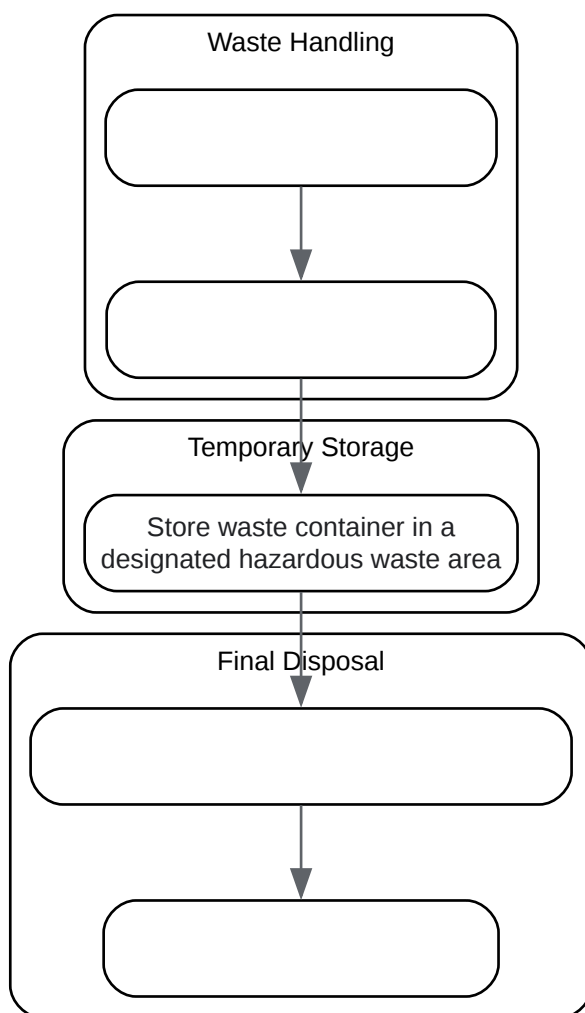 Waste Handling
Temporary Storage
Store waste container in a
designated hazardous waste area
Final Disposal